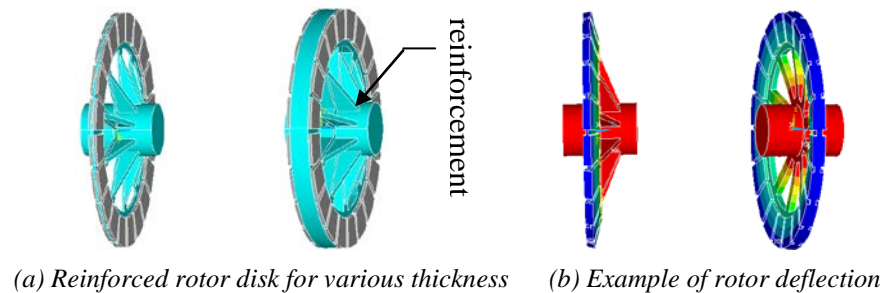 reinforcement
(a) Reinforced rotor disk for various thickness
(b) Example of rotor deflection